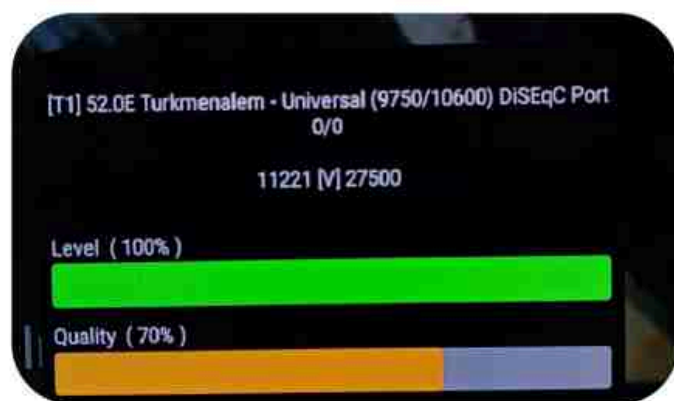 [T1] 52.0E Turkmenalem - Universal (9750/10600) DiSEqC Port
0/0
11221 [V] 27500
Level ( 100% )
Quality ( 70% )